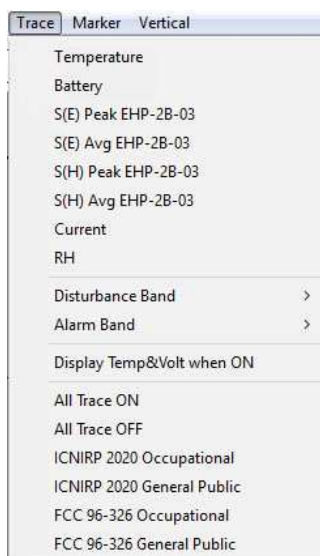 Trace Marker Vertical
Temperature
Battery
S(E) Peak EHP-2B-03
S(E) Avg EHP-2B-03
S(H) Peak EHP-2B-03
S(H) Avg EHP-2B-03
Current
RH
Disturbance Band >
Alarm Band >
Display Temp&Volt when ON
All Trace ON
All Trace OFF
ICNIRP 2020 Occupational
ICNIRP 2020 General Public
FCC 96-326 Occupational
FCC 96-326 General Public